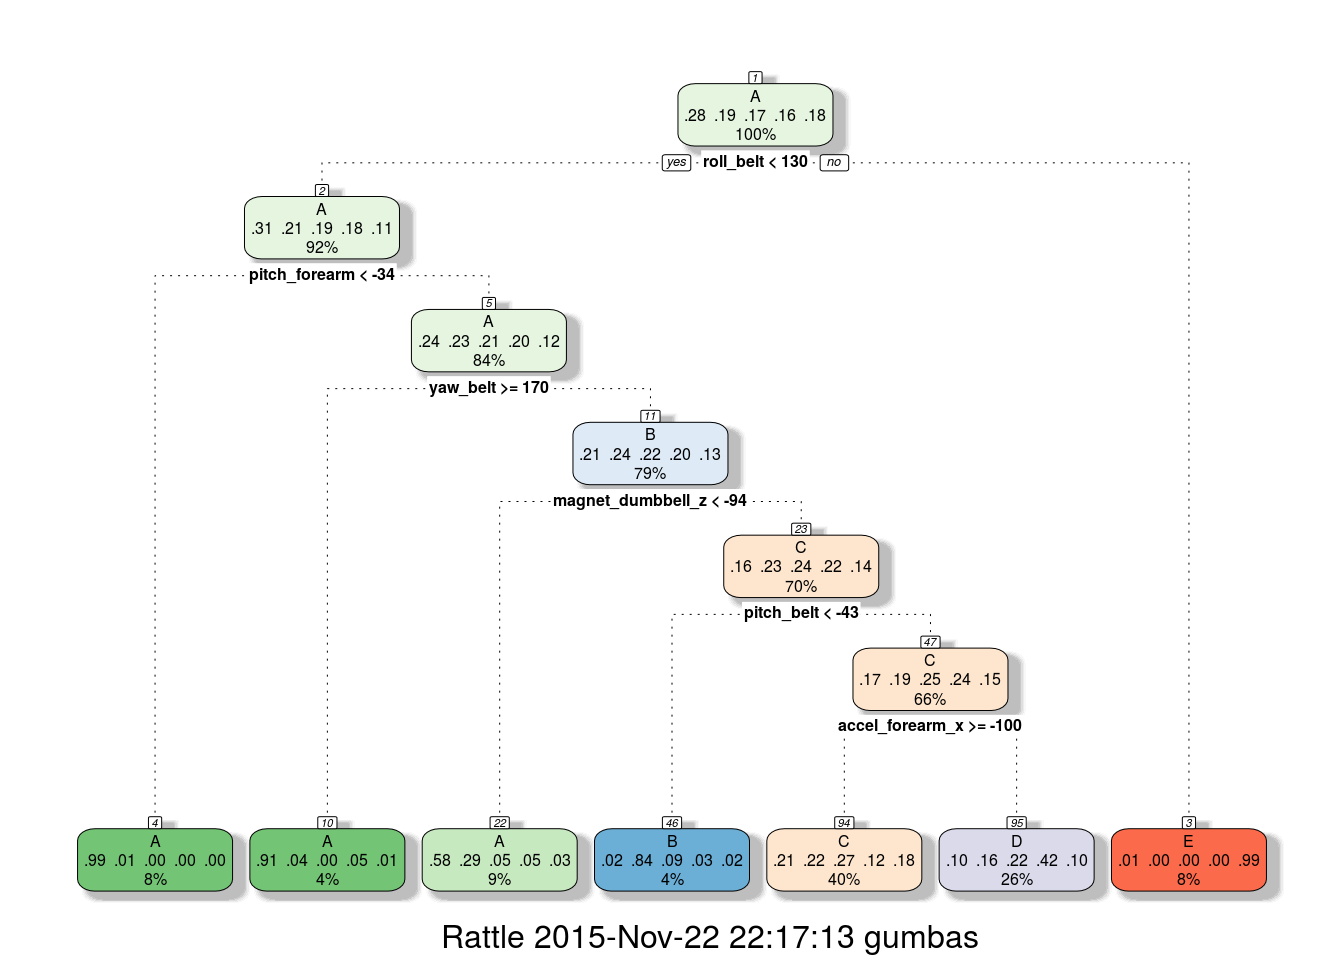 1
A
.28 .19 .17 .16 .18
100%
yes roll_belt < 130 no
2
A
.31 .21 .19 .18 .11
92%
pitch_forearm < -34
5
A
.24 .23 .21 .20 .12
84%
yaw_belt >= 170
11
B
.21 .24 .22 .20 .13
79%
magnet_dumbbell_z < -94
23
C
.16 .23 .24 .22 .14
70%
pitch_belt < -43
47
C
.17 .19 .25 .24 .15
66%
accel_forearm_x >= -100
4
A
.99 .01 .00 .00 .00
8%
10
A
.91 .04 .00 .05 .01
4%
22
A
.58 .29 .05 .05 .03
9%
46
B
.02 .84 .09 .03 .02
4%
94
C
.21 .22 .27 .12 .18
40%
95
D
.10 .16 .22 .42 .10
26%
3
E
.01 .00 .00 .00 .99
8%
Rattle 2015-Nov-22 22:17:13 gumbas